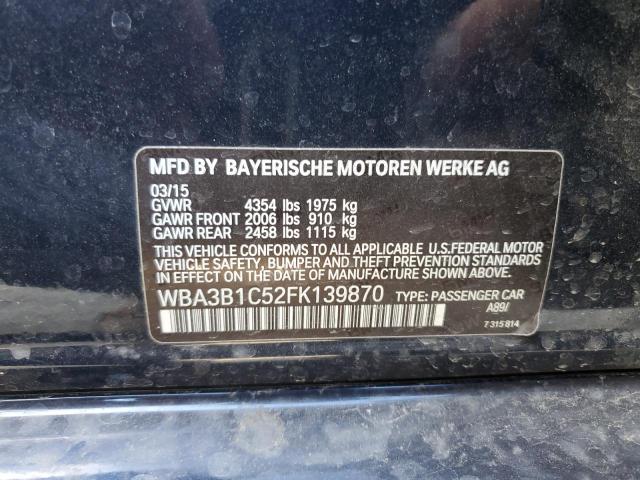 MFD BY BAYERISCHE MOTOREN WERKE AG
03/15
GVWR 4354 lbs 1975 kg
GAWR FRONT 2006 lbs 910 kg
GAWR REAR 2458 lbs 1115 kg
THIS VEHICLE CONFORMS TO ALL APPLICABLE U.S.FEDERAL MOTOR
VEHICLE SAFETY, BUMPER AND THEFT PREVENTION STANDARDS
IN EFFECT ON THE DATE OF MANUFACTURE SHOWN ABOVE.
WBA3B1C52FK139870 TYPE: PASSENGER CAR
A89/
7 315 814